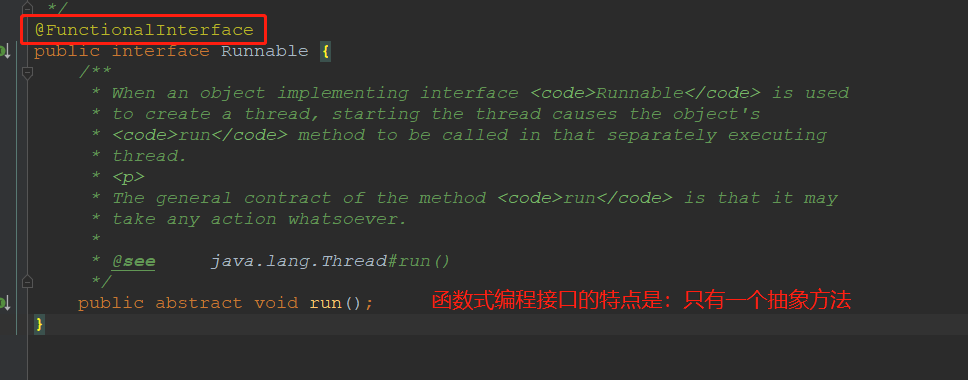 */
@FunctionalInterface
public interface Runnable {
/**
* When an object implementing interface <code>Runnable</code> is used
* to create a thread, starting the thread causes the object's
* <code>run</code> method to be called in that separately executing
* thread.
* <p>
* The general contract of the method <code>run</code> is that it may
* take any action whatsoever.
*
* @see     java.lang.Thread#run()
*/
public abstract void run(); 函数式编程接口的特点是：只有一个抽象方法
}